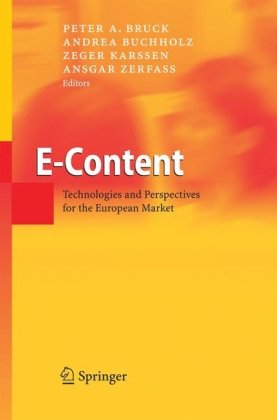 PETER A. BRUCK
ANDREA BUCHHOLZ
ZEGER KARSSEN
ANSGAR ZERFASS
Editors
E-Content
Technologies and Perspectives
for the European Market
Springer